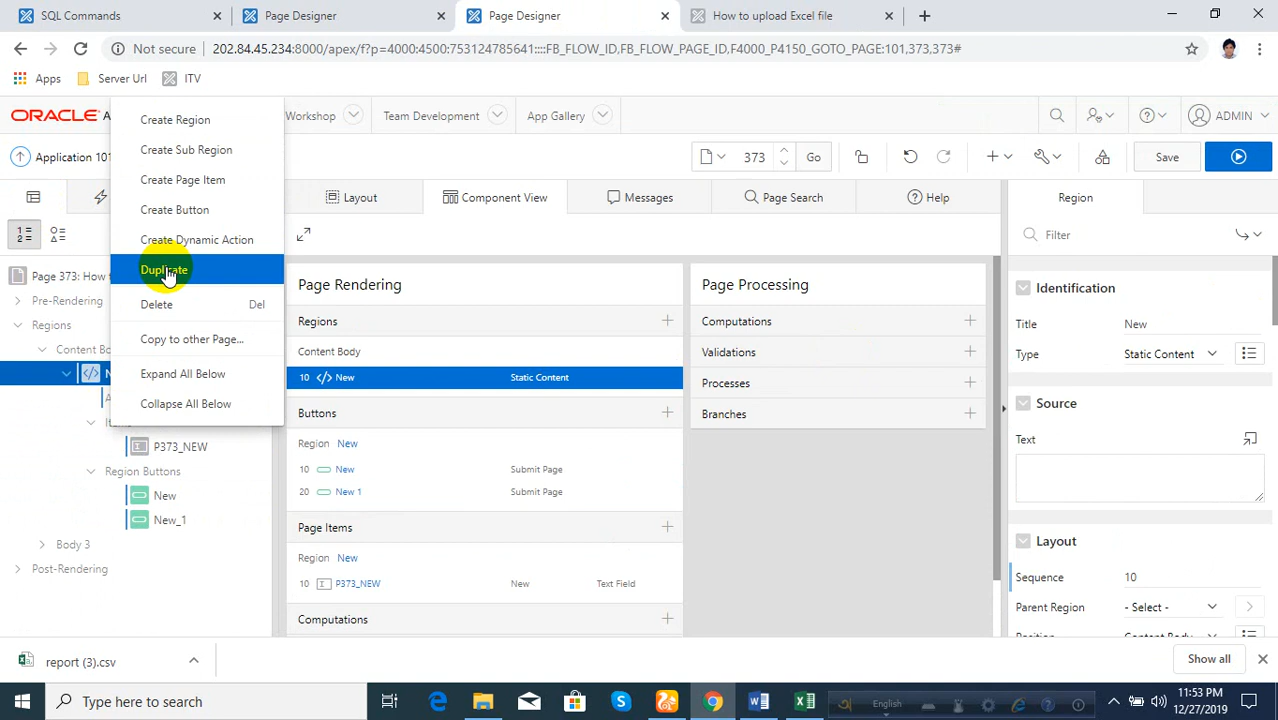 SQL Commands
Page Designer
Page Designer
How to upload Excel file
Not secure 202.84.45.234:8000/apex/f?p=4000:4500:753124785641::::FB_FLOW_ID,FB_FLOW_PAGE_ID,F4000_P4150_GOTO_PAGE:101,373,373#
Apps Server Url ITV
ORACLE Workshop Team Development App Gallery ADMIN
Application 101 373 Go Save
Layout Component View Messages Page Search Help Region
Filter
Create Region
Create Sub Region
Create Page Item
Create Button
Create Dynamic Action
Duplicate
Delete Del
Copy to other Page...
Expand All Below
Collapse All Below
Page 373: How t
Pre-Rendering
Regions
Content Bo
Items
P373_NEW
Region Buttons
New
New_1
Body 3
Post-Rendering
Page Rendering
Regions
Content Body
10 New Static Content
Buttons
Region New
10 New Submit Page
20 New 1 Submit Page
Page Items
Region New
10 P373_NEW New Text Field
Computations
Page Processing
Computations
Validations
Processes
Branches
Identification
Title New
Type Static Content
Source
Text
Layout
Sequence 10
Parent Region - Select -
Position Content Body
report (3).csv
Show all
Type here to search
English
11:53 PM
12/27/2019